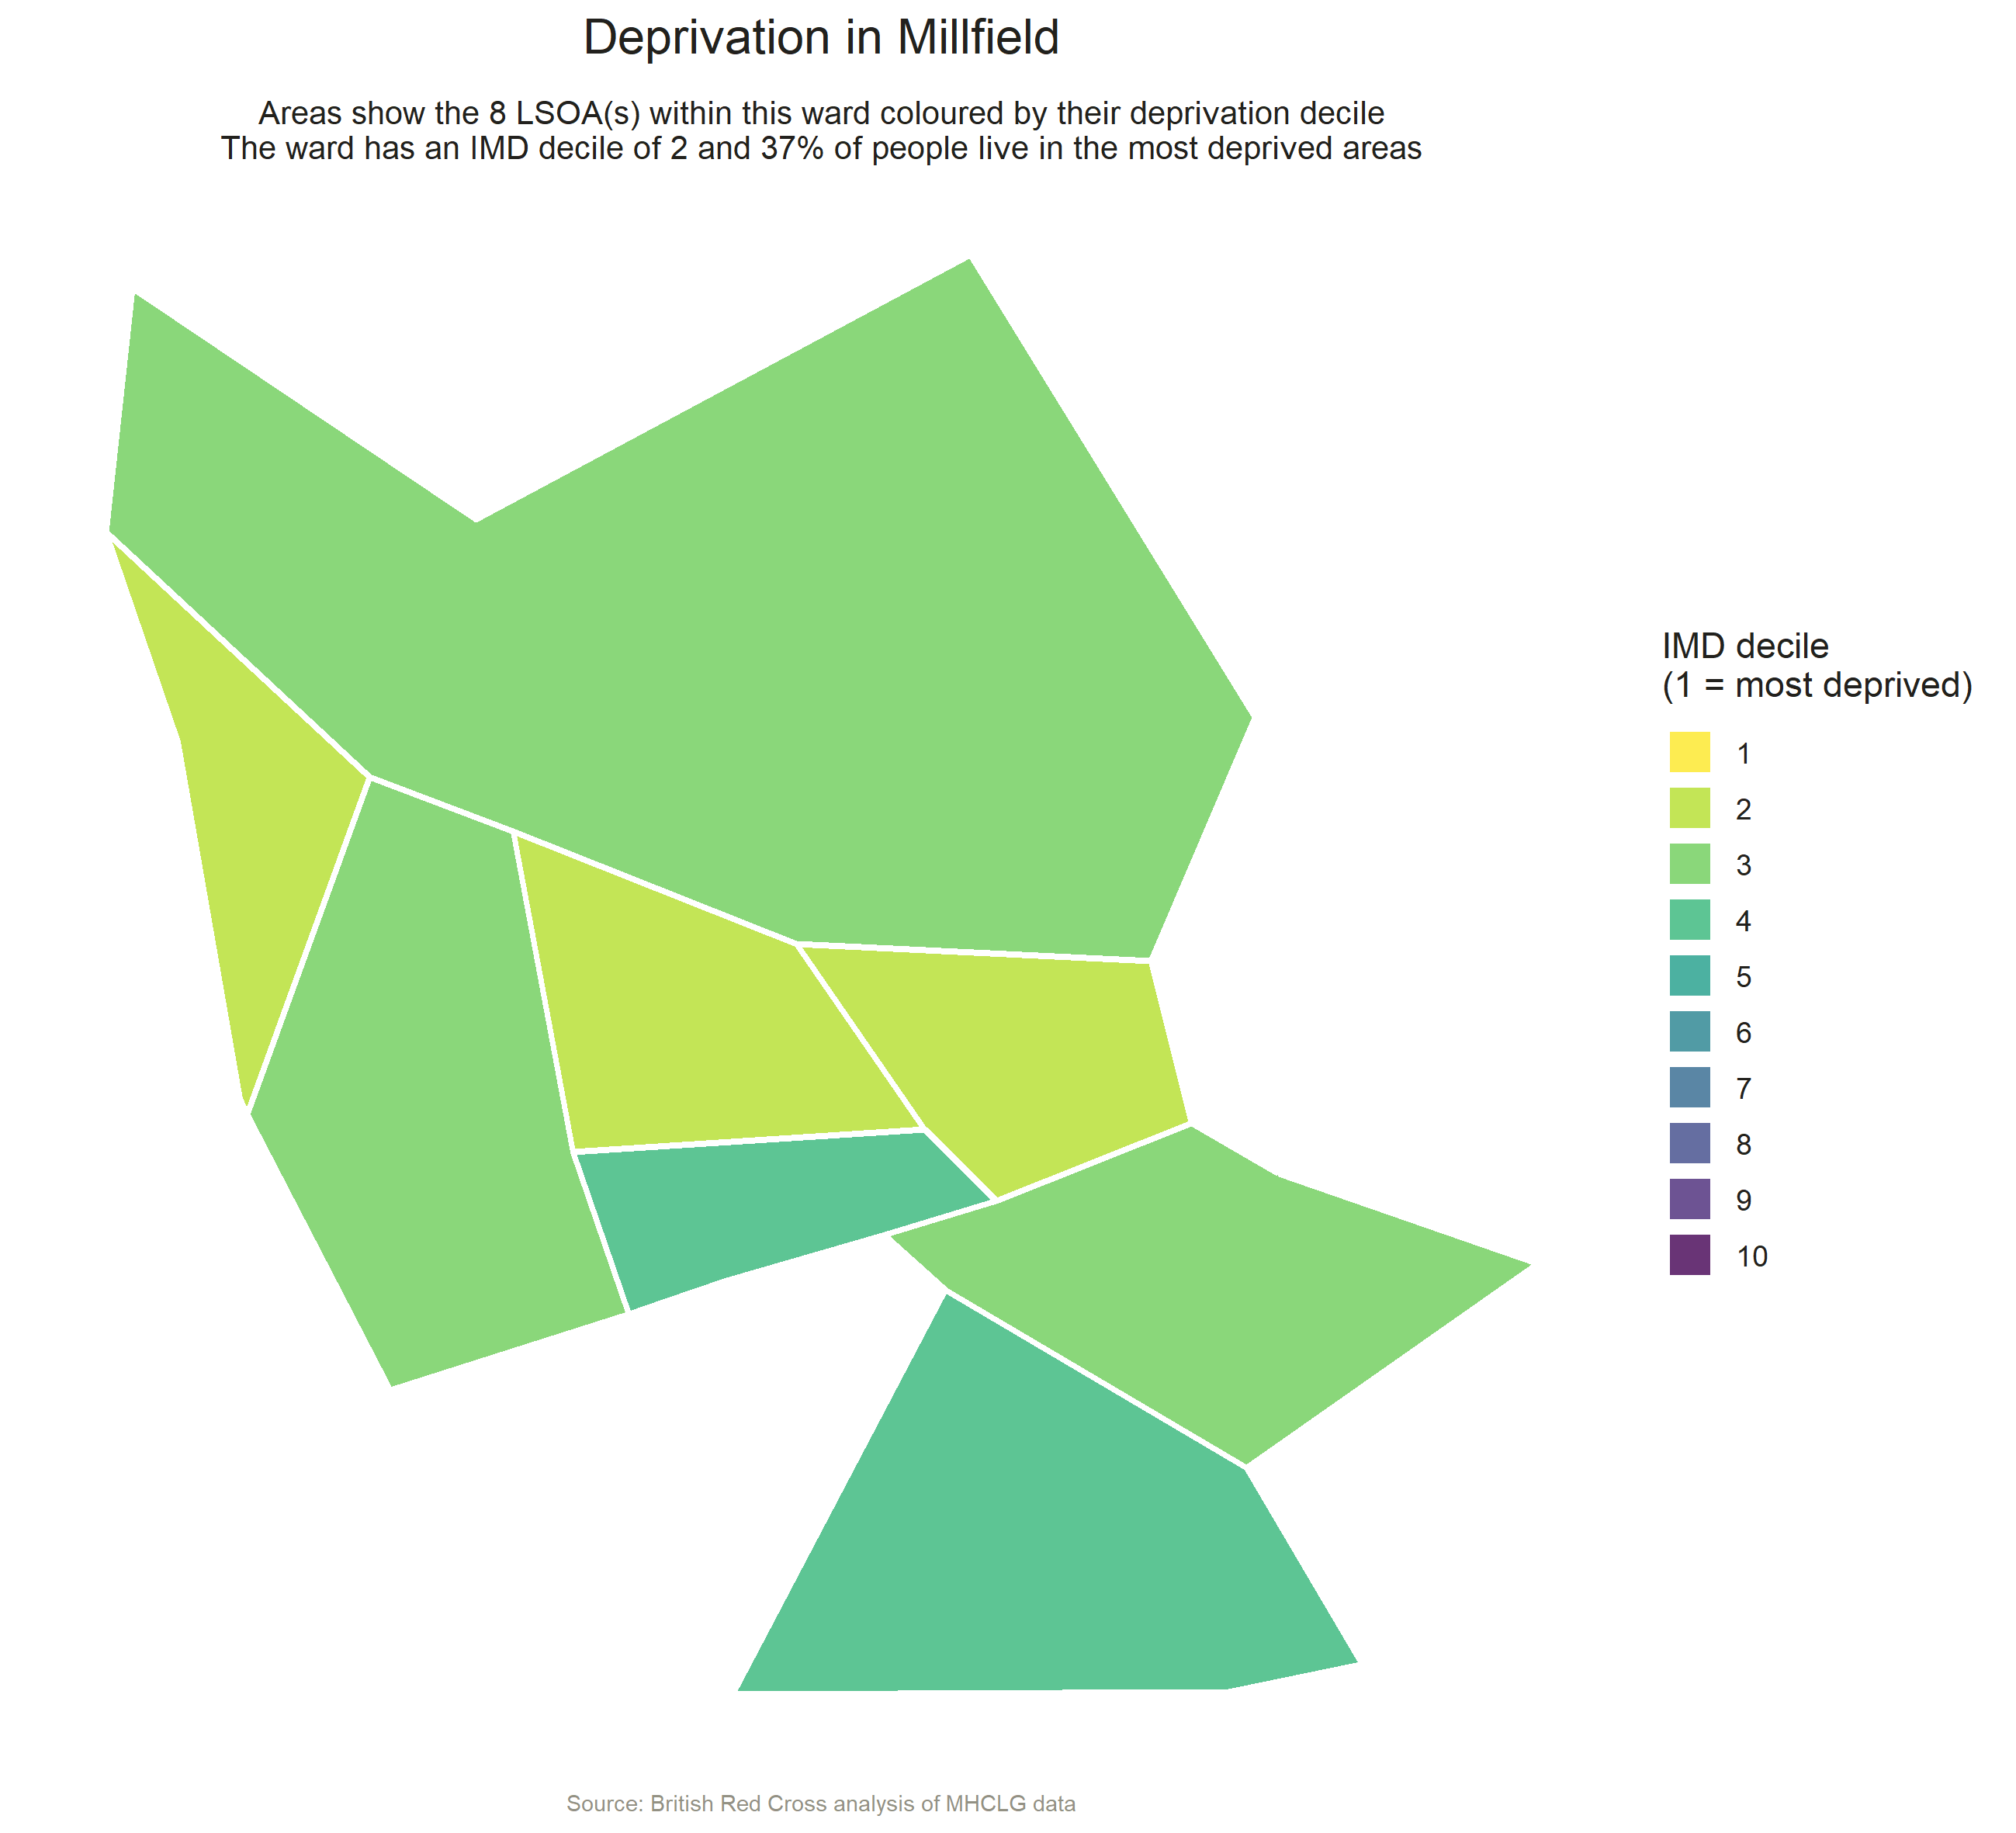 Deprivation in Millfield
Areas show the 8 LSOA(s) within this ward coloured by their deprivation decile
The ward has an IMD decile of 2 and 37% of people live in the most deprived areas
IMD decile
(1 = most deprived)
1
2
3
4
5
6
7
8
9
10
Source: British Red Cross analysis of MHCLG data